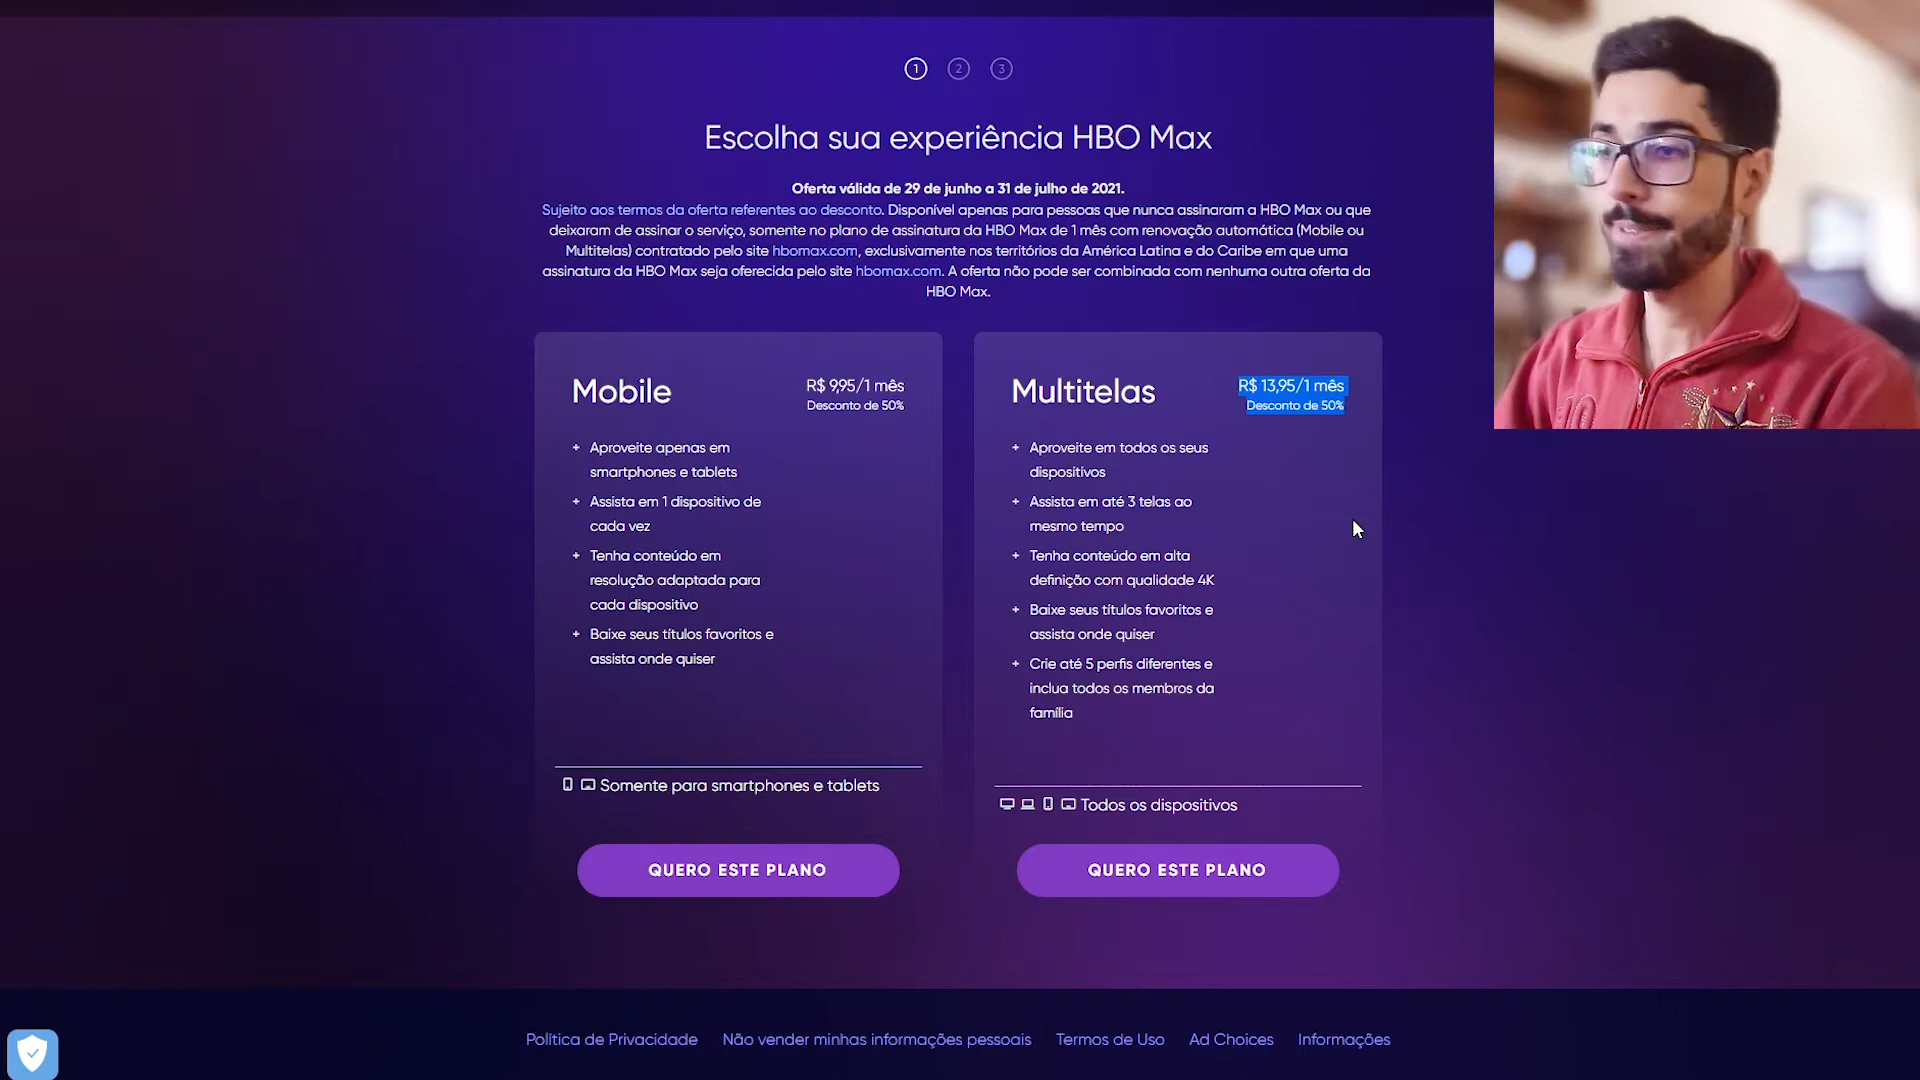 1 2 3
Escolha sua experiência HBO Max
Oferta válida de 29 de junho a 31 de julho de 2021.
Sujeito aos termos da oferta referentes ao desconto. Disponível apenas para pessoas que nunca assinaram a HBO Max ou que
deixaram de assinar o serviço, somente no plano de assinatura da HBO Max de 1 mês com renovação automática (Mobile ou
Multitelas) contratado pelo site hbomax.com, exclusivamente nos territórios da América Latina e do Caribe em que uma
assinatura da HBO Max seja oferecida pelo site hbomax.com. A oferta não pode ser combinada com nenhuma outra oferta da
HBO Max.
Mobile
R$ 9,95/1 mês
Desconto de 50%
+ Aproveite apenas em
smartphones e tablets
+ Assista em 1 dispositivo de
cada vez
+ Tenha conteúdo em
resolução adaptada para
cada dispositivo
+ Baixe seus títulos favoritos e
assista onde quiser
Somente para smartphones e tablets
QUERO ESTE PLANO
Multitelas
R$ 13,95/1 mês
Desconto de 50%
+ Aproveite em todos os seus
dispositivos
+ Assista em até 3 telas ao
mesmo tempo
+ Tenha conteúdo em alta
definição com qualidade 4K
+ Baixe seus títulos favoritos e
assista onde quiser
+ Crie até 5 perfis diferentes e
inclua todos os membros da
família
Todos os dispositivos
QUERO ESTE PLANO
Política de Privacidade Não vender minhas informações pessoais Termos de Uso Ad Choices Informações